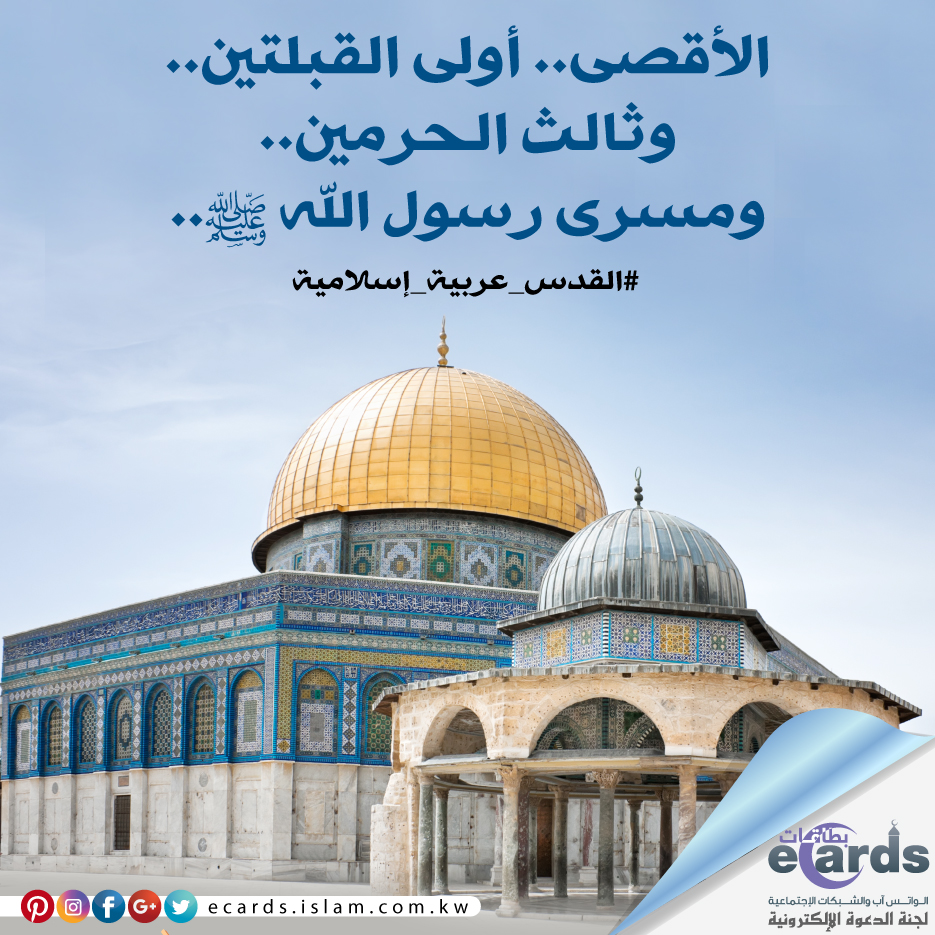 الأقصى.. أولى القبلتين..
وثالث الحرمين..
ومسرى رسول الله ﷺ..
#القدس_عربية_إسلامية
بطاقات
eCards
الواتس آب والشبكات الإجتماعية
لجنة الدعوة الإلكترونية
ecards.islam.com.kw